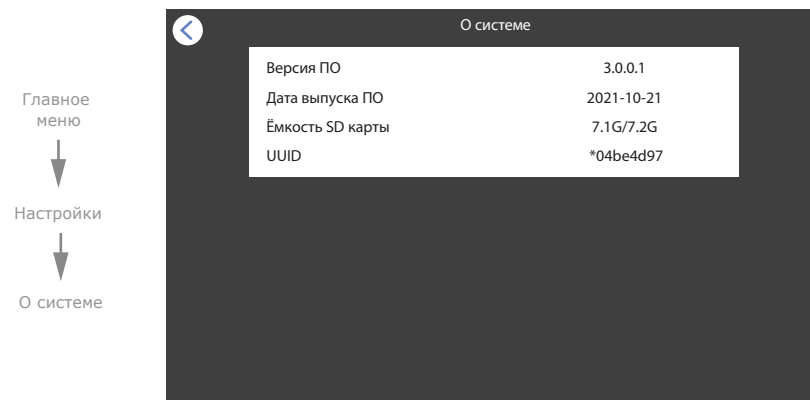 Главное
меню
Настройки
О системе
О системе
Версия ПО 3.0.0.1
Дата выпуска ПО 2021-10-21
Ёмкость SD карты 7.1G/7.2G
UUID *04be4d97